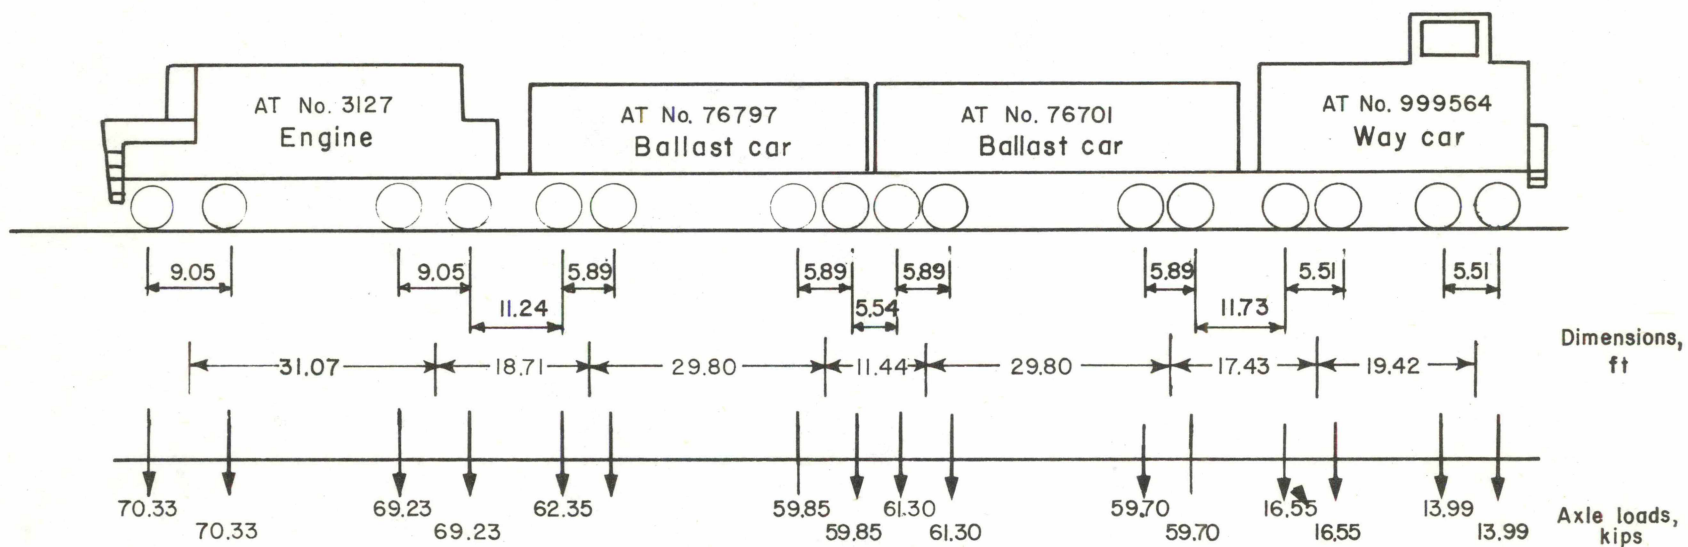 AT No. 3127
Engine
AT No. 76797
Ballast car
AT No. 76701
Ballast car
AT No. 999564
Way car
9.05 9.05 5.89 5.89 5.89 5.89 5.51 5.51
11.24 5.54 11.73
31.07 18.71 29.80 11.44 29.80 17.43 19.42
Dimensions,
ft
70.33 69.23 62.35 59.85 61.30 59.70 16.55 13.99
70.33 69.23 59.85 61.30 59.70 16.55 13.99
Axle loads,
kips